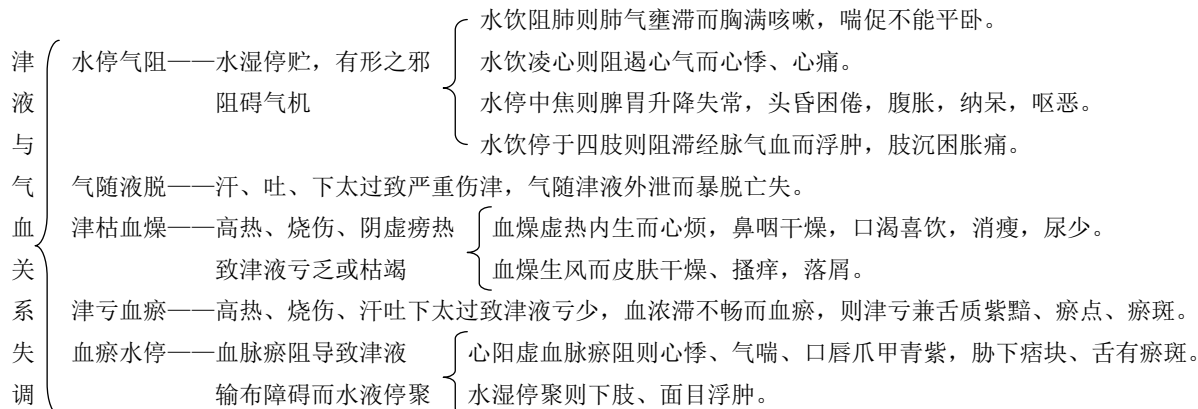 津液与气血关系失调
水停气阻——水湿停贮，有形之邪
阻碍气机
水饮阻肺则肺气壅滞而胸满咳嗽，喘促不能平卧。
水饮凌心则阻遏心气而心悸、心痛。
水停中焦则脾胃升降失常，头昏困倦，腹胀，纳呆，呕恶。
水饮停于四肢则阻滞经脉气血而浮肿，肢沉困胀痛。
气随液脱——汗、吐、下太过致严重伤津，气随津液外泄而暴脱亡失。
津枯血燥——高热、烧伤、阴虚痨热
致津液亏乏或枯竭
血燥虚热内生而心烦，鼻咽干燥，口渴喜饮，消瘦，尿少。
血燥生风而皮肤干燥、搔痒，落屑。
津亏血瘀——高热、烧伤、汗吐下太过致津液亏少，血浓滞不畅而血瘀，则津亏兼舌质紫黯、瘀点、瘀斑。
血瘀水停——血脉瘀阻导致津液
输布障碍而水液停聚
心阳虚血脉瘀阻则心悸、气喘、口唇爪甲青紫，胁下痞块、舌有瘀斑。
水湿停聚则下肢、面目浮肿。